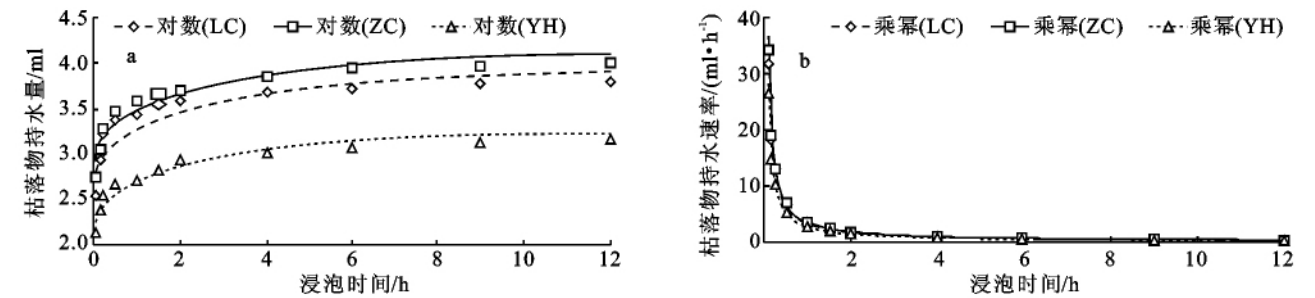 4.5
对数(LC)
对数(ZC)
对数(YH)
a
4.0
3.5
3.0
2.5
2.0
枯落物持水量/ml
0
2
4
6
8
10
12
浸泡时间/h
40
乘幂(LC)
乘幂(ZC)
乘幂(YH)
b
30
20
10
0
枯落物持水速率/(ml•h⁻¹)
2
4
6
8
10
12
浸泡时间/h